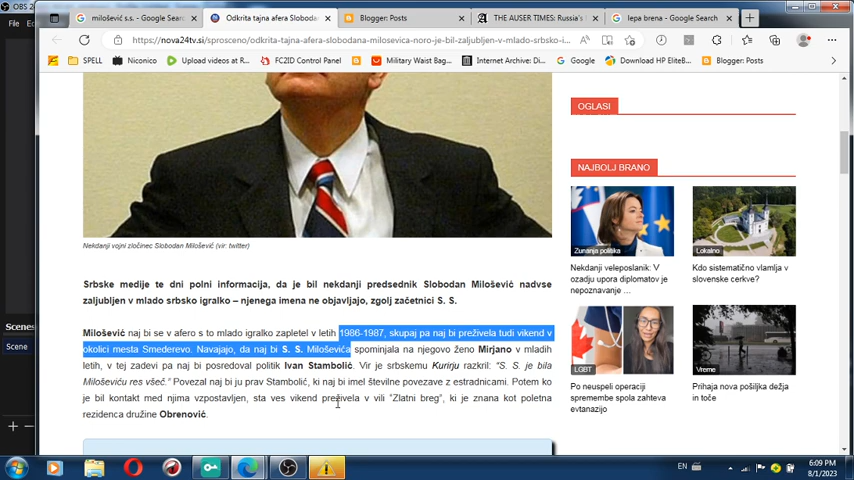 OBS 2
File
milošević s.s. - Google Searc
Odkrita tajna afera Sloboda
Blogger: Posts
THE AUSER TIMES: Russia's
lepa brena - Google Search
https://nova24tv.si/sprosceno/odkrita-tajna-afera-slobodana-milosevica-noro-je-bil-zaljubljen-v-mlado-srbsko-i...
SPELL
Niconico
Upload videos at R...
FC2ID Control Panel
Military Waist Bag...
Internet Archive: Di...
Google
Download HP EliteB...
Blogger: Posts
OGLASI
NAJBOLJ BRANO
Nekdanji vojni zločinec Slobodan Milošević (vir: twitter)
Zunanja politika
Lokalno
Nekdanji veleposlanik: V
ozadju upora diplomatov je
nepoznavanje ...
Kdo sistematično vlamlja v
slovenske cerkve?
Srbske medije te dni polni informacija, da je bil nekdanji predsednik Slobodan Milošević nadvse
zaljubljen v mlado srbsko igralko – njenega imena ne objavljajo, zgolj začetnici S. S.
Milošević naj bi se v afero s to mlado igralko zapletel v letih 1986-1987, skupaj pa naj bi preživela tudi vikend v
okolici mesta Smederevo. Navajajo, da naj bi S. S. Miloševiča spominjala na njegovo ženo Mirjano v mladih
letih, v tej zadevi pa naj bi posredoval politik Ivan Stambolić. Vir je srbskemu Kurirju razkril: "S. S. je bila
Miloševiću res všeč." Povezal naj bi ju prav Stambolić, ki naj bi imel številne povezave z estradnicami. Potem ko
je bil kontakt med njima vzpostavljen, sta ves vikend preživela v vili "Zlatni breg", ki je znana kot poletna
rezidenca družine Obrenović.
LGBT
Vreme
Po neuspeli operaciji
spremembe spola zahteva
evtanazijo
Prihaja nova pošiljka dežja
in toče
Scenes
Scene
EN
6:09 PM
8/1/2023